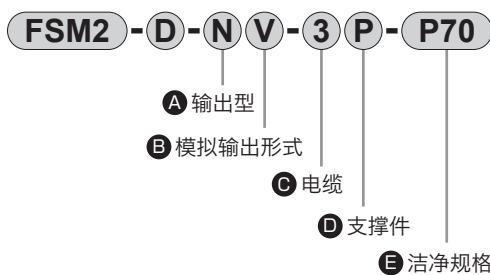 FSM2-D-NV-3P-P70
A 输出型
B 模拟输出形式
C 电缆
D 支撑件
E 洁净规格